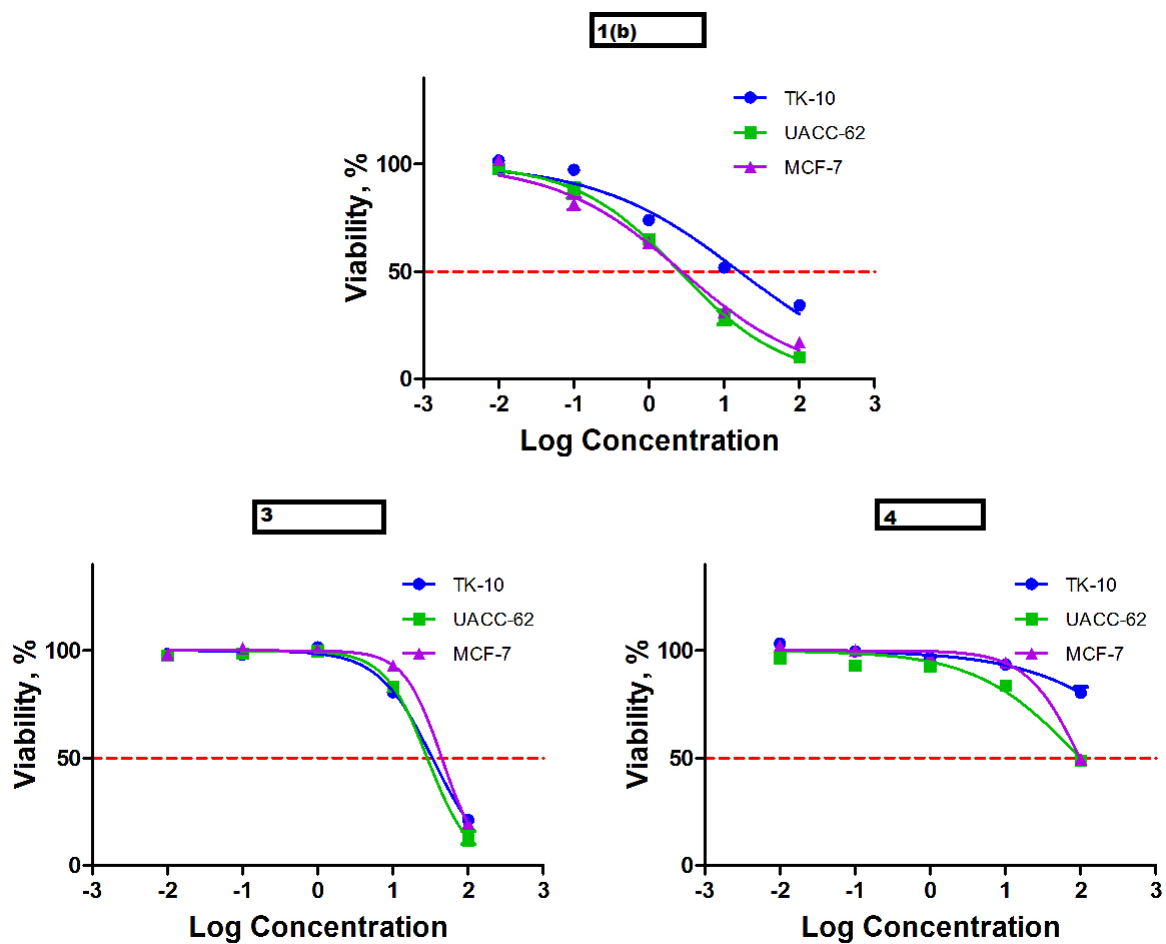 1(b)
TK-10
UACC-62
MCF-7
Viability, %
100
50
0
-3 -2 -1 0 1 2 3
Log Concentration
3
TK-10
UACC-62
MCF-7
Viability, %
100
50
0
-3 -2 -1 0 1 2 3
Log Concentration
4
TK-10
UACC-62
MCF-7
Viability, %
100
50
0
-3 -2 -1 0 1 2 3
Log Concentration